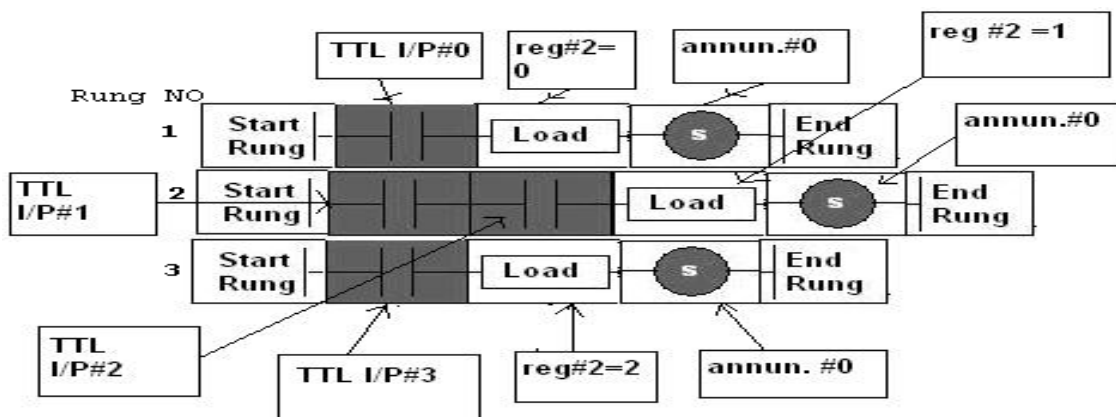 TTL I/P#0
reg#2=
0
annun.#0
reg #2 =1
Rung NO
1
Start
Rung
Load
s
End
Rung
annun.#0
TTL
I/P#1
2
Start
Rung
Load
s
End
Rung
3
Start
Rung
Load
s
End
Rung
TTL
I/P#2
TTL I/P#3
reg#2=2
annun. #0